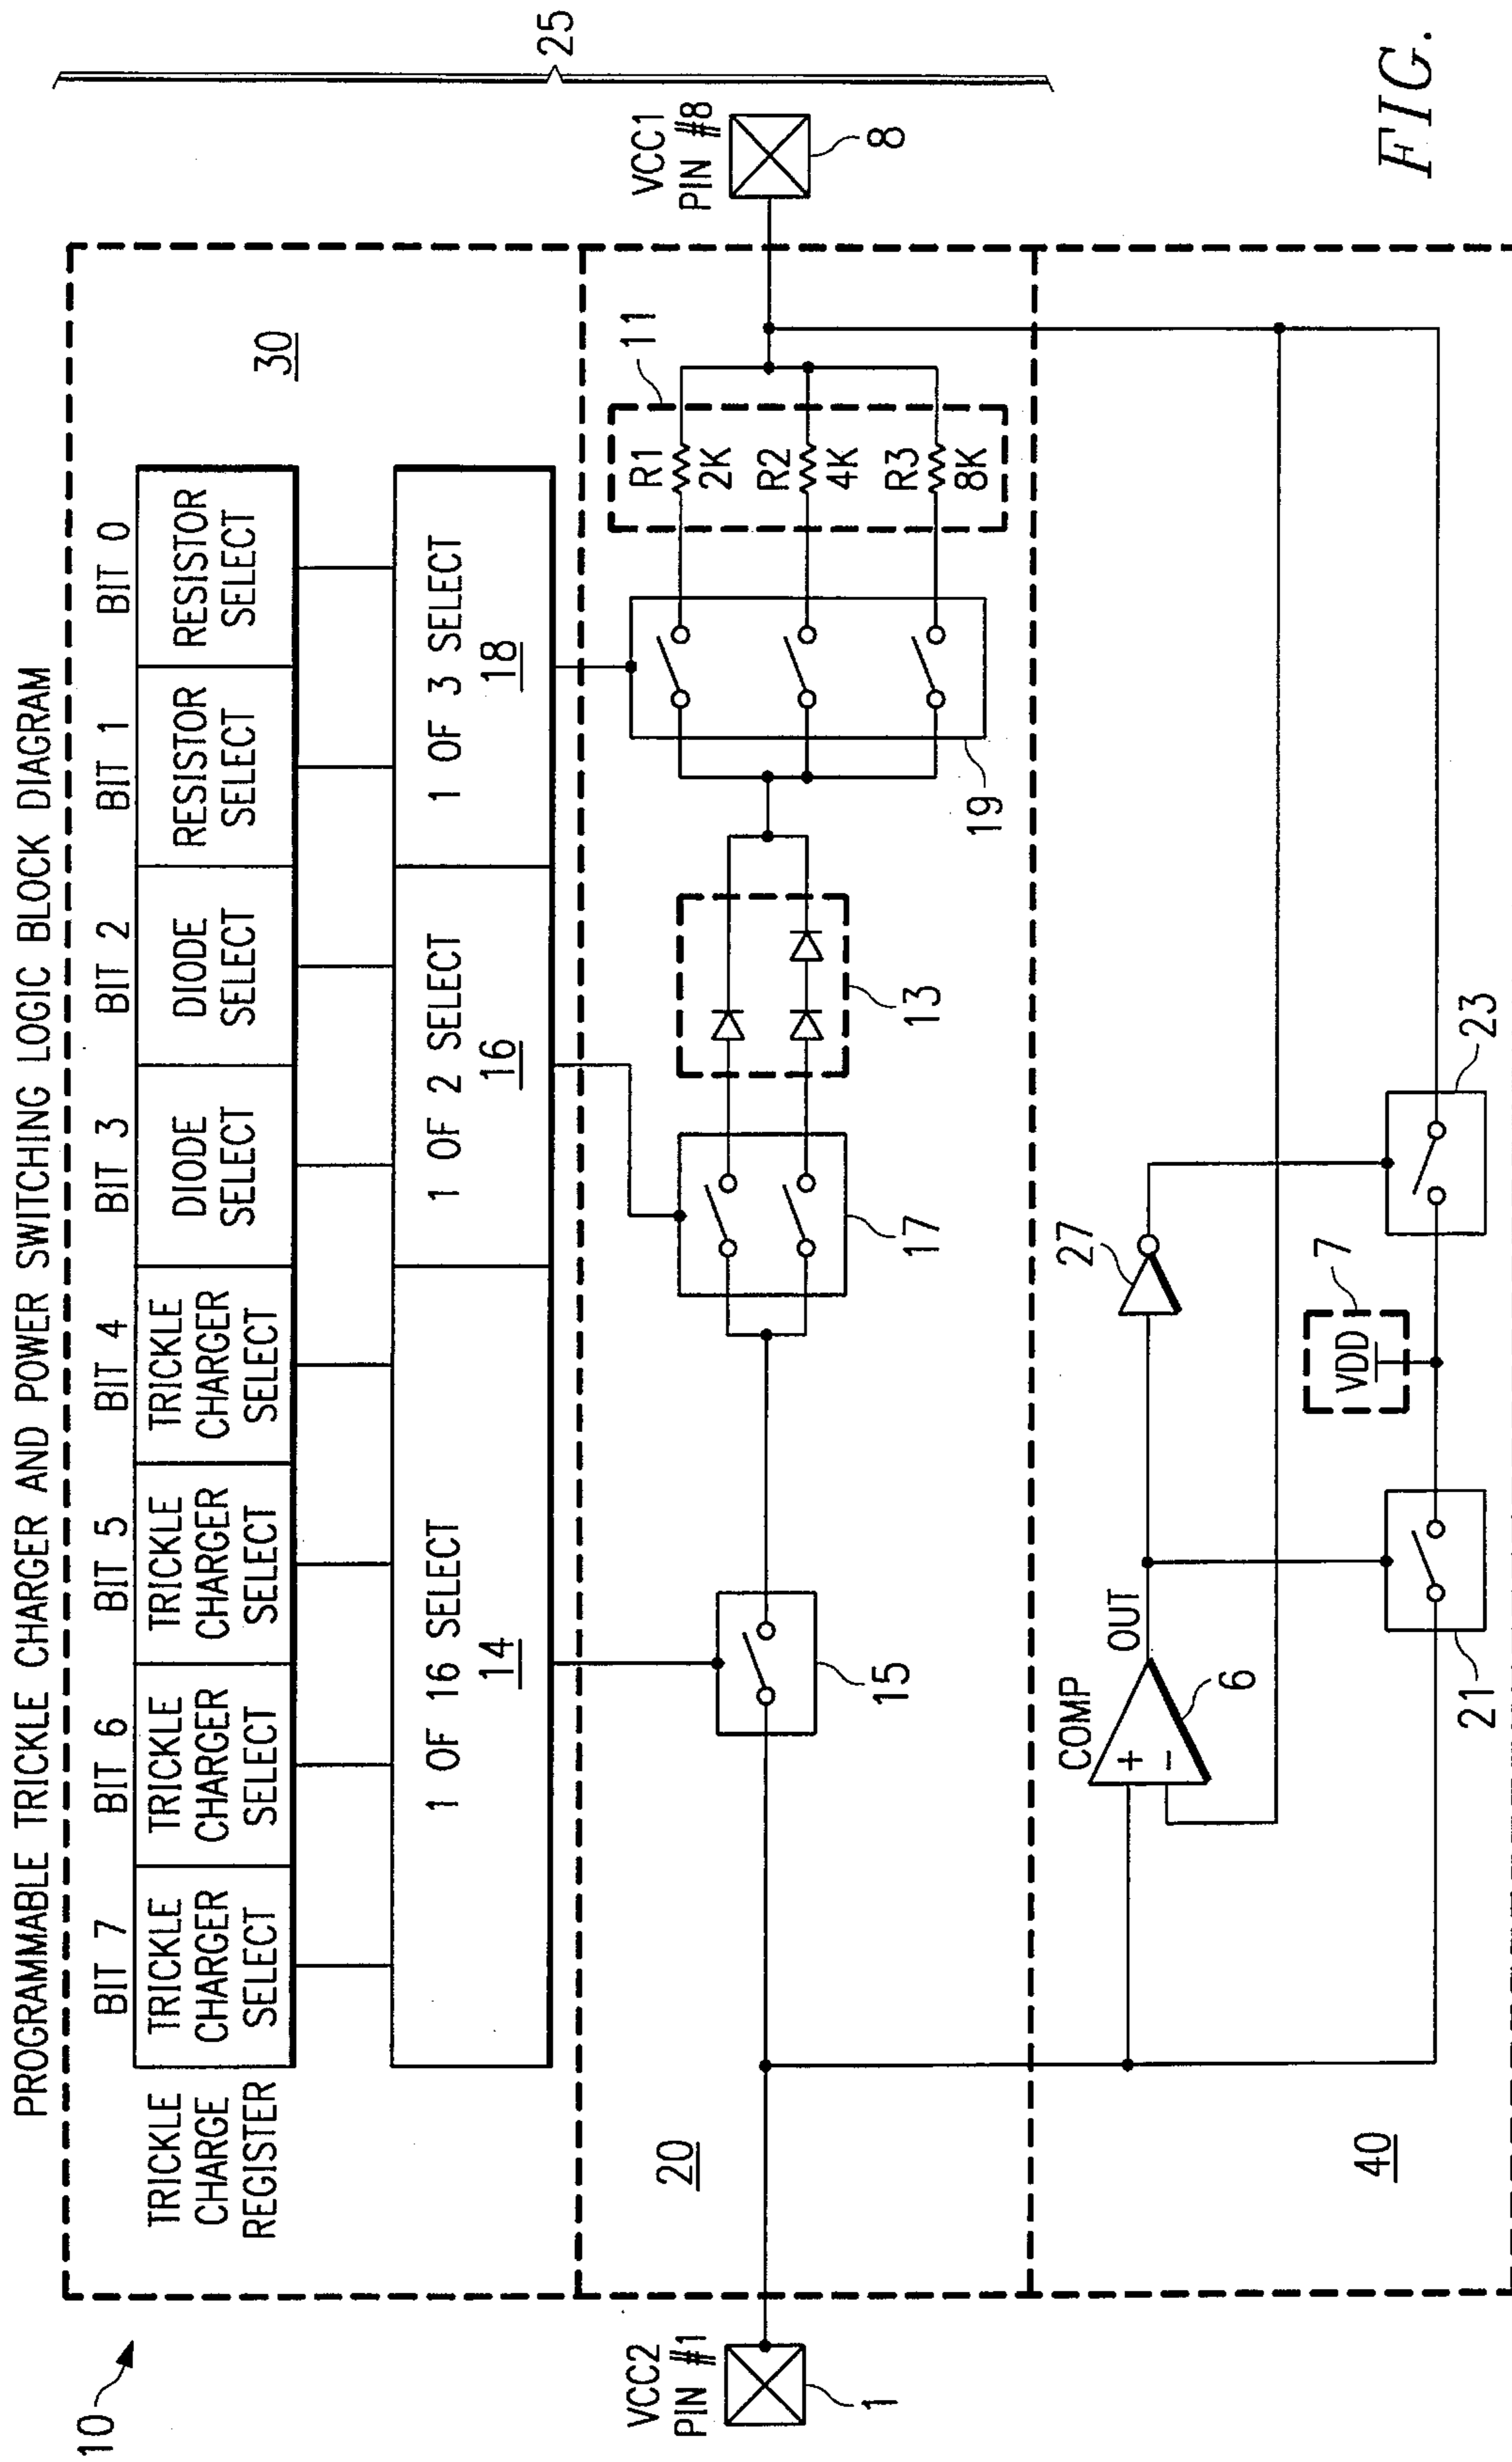 PROGRAMMABLE TRICKLE CHARGER AND POWER SWITCHING LOGIC BLOCK DIAGRAM
10
BIT 7
BIT 6
BIT 5
BIT 4
BIT 3
BIT 2
BIT 1
BIT 0
TRICKLE
CHARGE
REGISTER
TRICKLE
CHARGER
SELECT
TRICKLE
CHARGER
SELECT
TRICKLE
CHARGER
SELECT
TRICKLE
CHARGER
SELECT
DIODE
SELECT
DIODE
SELECT
RESISTOR
SELECT
RESISTOR
SELECT
30
1 OF 16 SELECT
14
1 OF 2 SELECT
16
1 OF 3 SELECT
18
25
VCC2
PIN #1
1
20
15
17
13
19
11
R1
2K
R2
4K
R3
8K
VCC1
PIN #8
8
40
COMP
+
-
OUT
6
27
21
VDD
7
23
FIG.